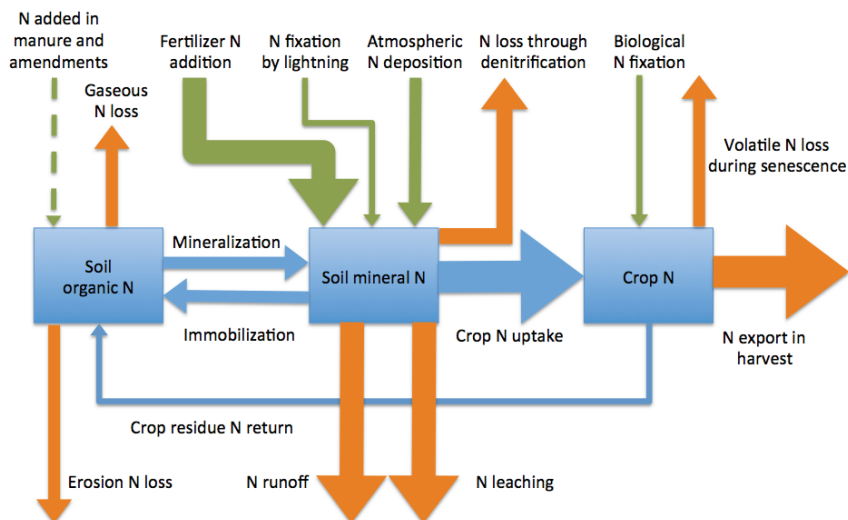 N added in
manure and
amendments
Gaseous
N loss
Fertilizer N
addition
N fixation
by lightning
Atmospheric
N deposition
N loss through
denitrification
Biological
N fixation
Volatile N loss
during senescence
Soil
organic N
Mineralization
Immobilization
Soil mineral N
Crop N uptake
Crop N
N export in
harvest
Crop residue N return
Erosion N loss
N runoff
N leaching